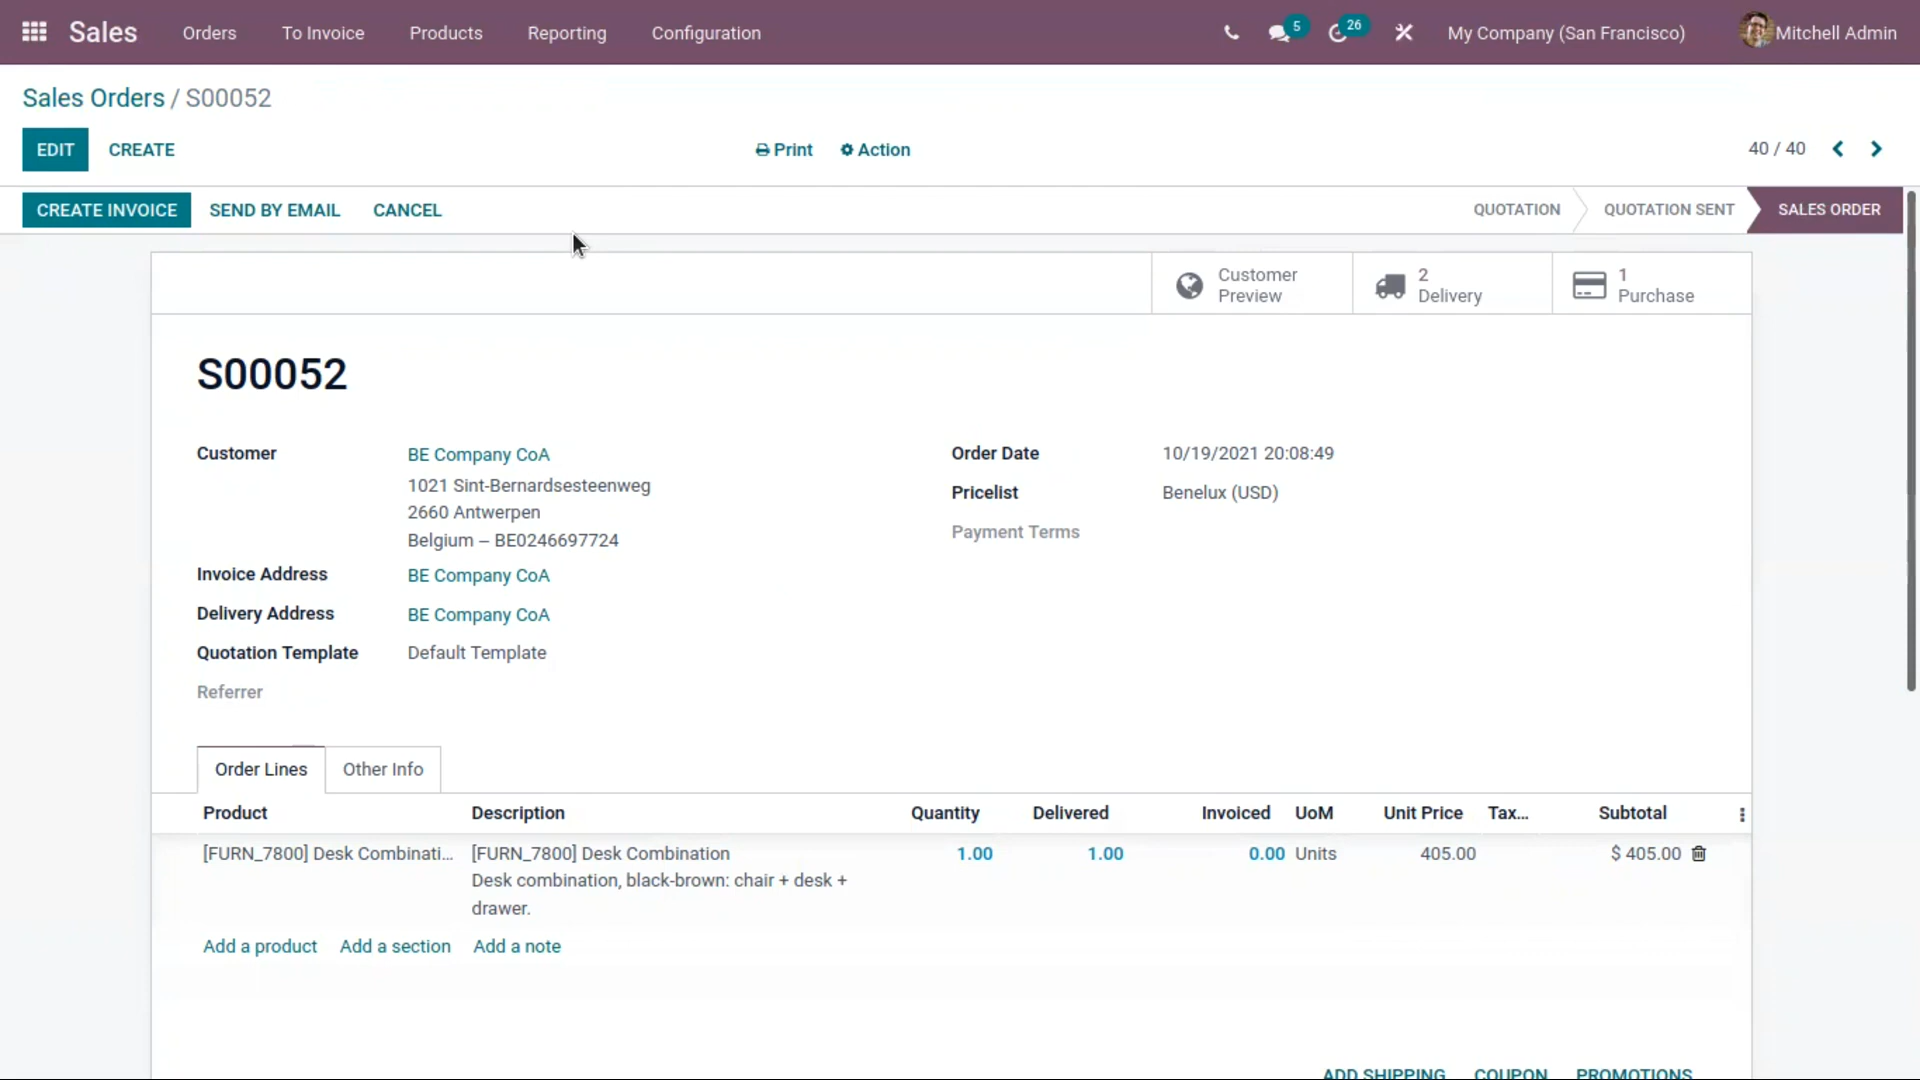 Sales Orders To Invoice Products Reporting Configuration 5 26 My Company (San Francisco) Mitchell Admin
Sales Orders / S00052
EDIT CREATE Print Action 40 / 40
CREATE INVOICE SEND BY EMAIL CANCEL QUOTATION QUOTATION SENT SALES ORDER
Customer Preview
2 Delivery
1 Purchase
S00052
Customer BE Company CoA
1021 Sint-Bernardsesteenweg
2660 Antwerpen
Belgium – BE0246697724
Invoice Address BE Company CoA
Delivery Address BE Company CoA
Quotation Template Default Template
Referrer
Order Date 10/19/2021 20:08:49
Pricelist Benelux (USD)
Payment Terms
Order Lines Other Info
Product Description Quantity Delivered Invoiced UoM Unit Price Tax... Subtotal
[FURN_7800] Desk Combinati... [FURN_7800] Desk Combination 1.00 1.00 0.00 Units 405.00 $ 405.00
Desk combination, black-brown: chair + desk +
drawer.
Add a product Add a section Add a note
ADD SHIPPING COUPON PROMOTIONS